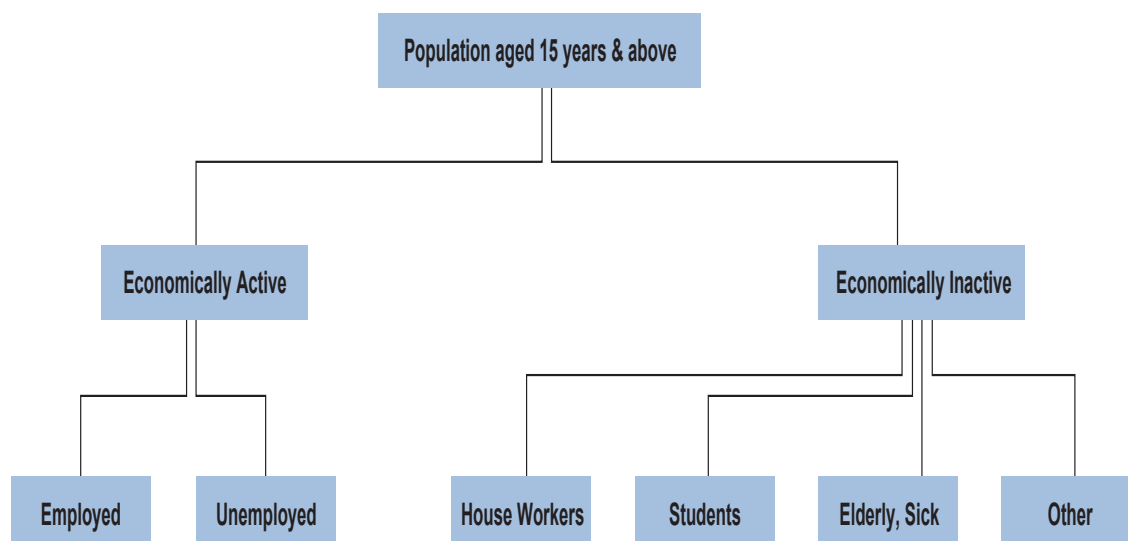 Population aged 15 years & above
Economically Active
Economically Inactive
Employed
Unemployed
House Workers
Students
Elderly, Sick
Other